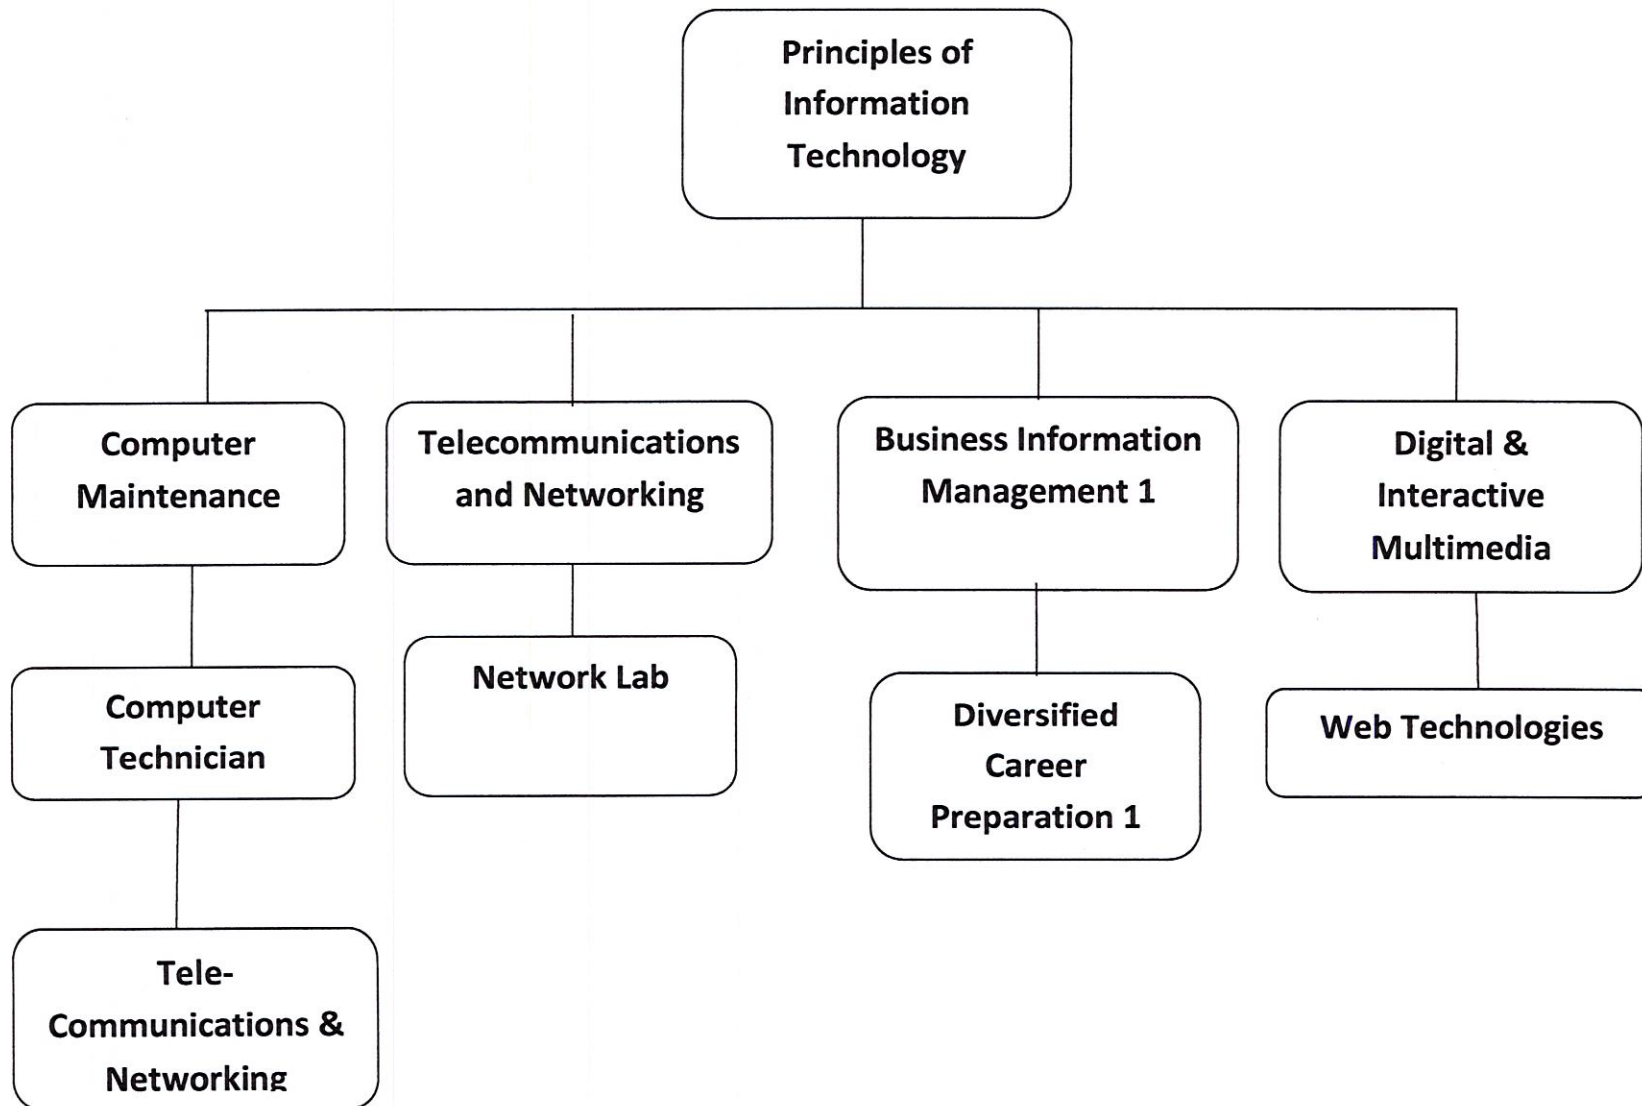 Principles of
Information
Technology
Computer
Maintenance
Telecommunications
and Networking
Business Information
Management 1
Digital &
Interactive
Multimedia
Computer
Technician
Network Lab
Diversified
Career
Preparation 1
Web Technologies
Tele-
Communications &
Networking